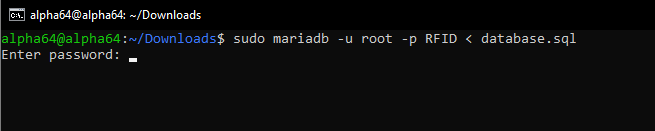 alpha64@alpha64: ~/Downloads
alpha64@alpha64:~/Downloads$ sudo mariadb -u root -p RFID < database.sql
Enter password: